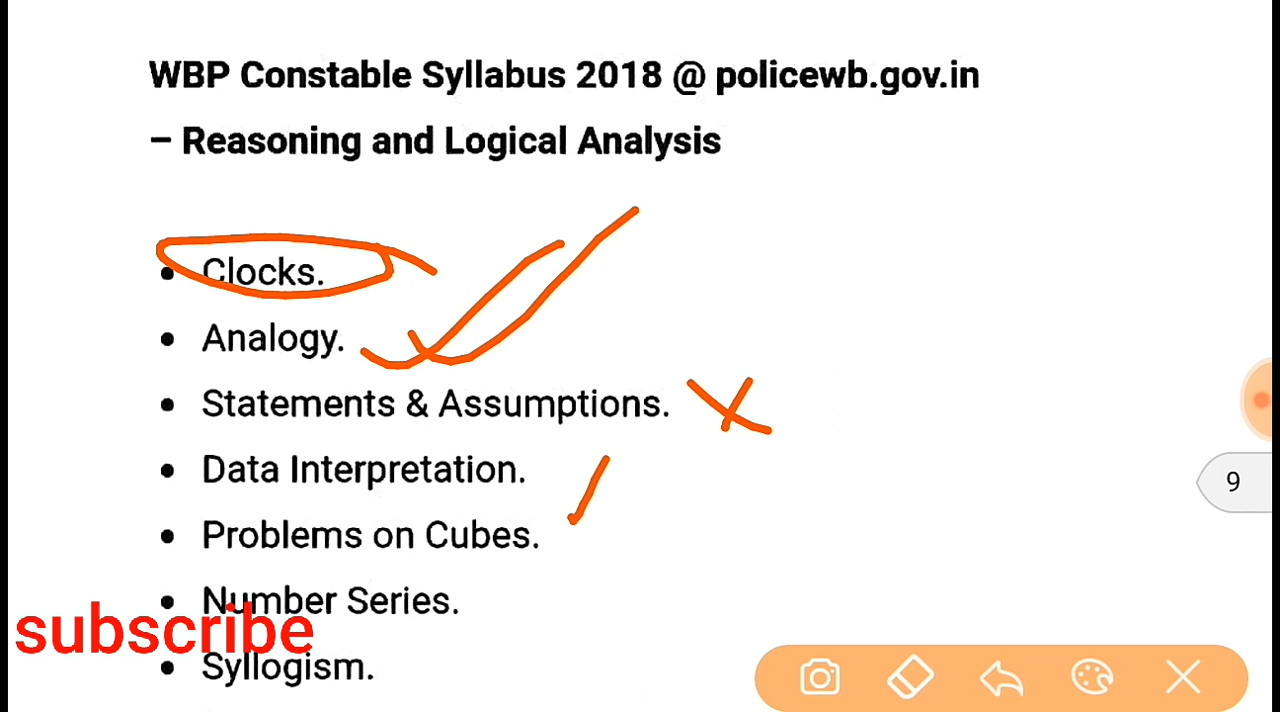 WBP Constable Syllabus 2018 @ policewb.gov.in
– Reasoning and Logical Analysis
• Clocks.
• Analogy.
• Statements & Assumptions.
• Data Interpretation.
9
• Problems on Cubes.
• Number Series.
subscribe
• Syllogism.